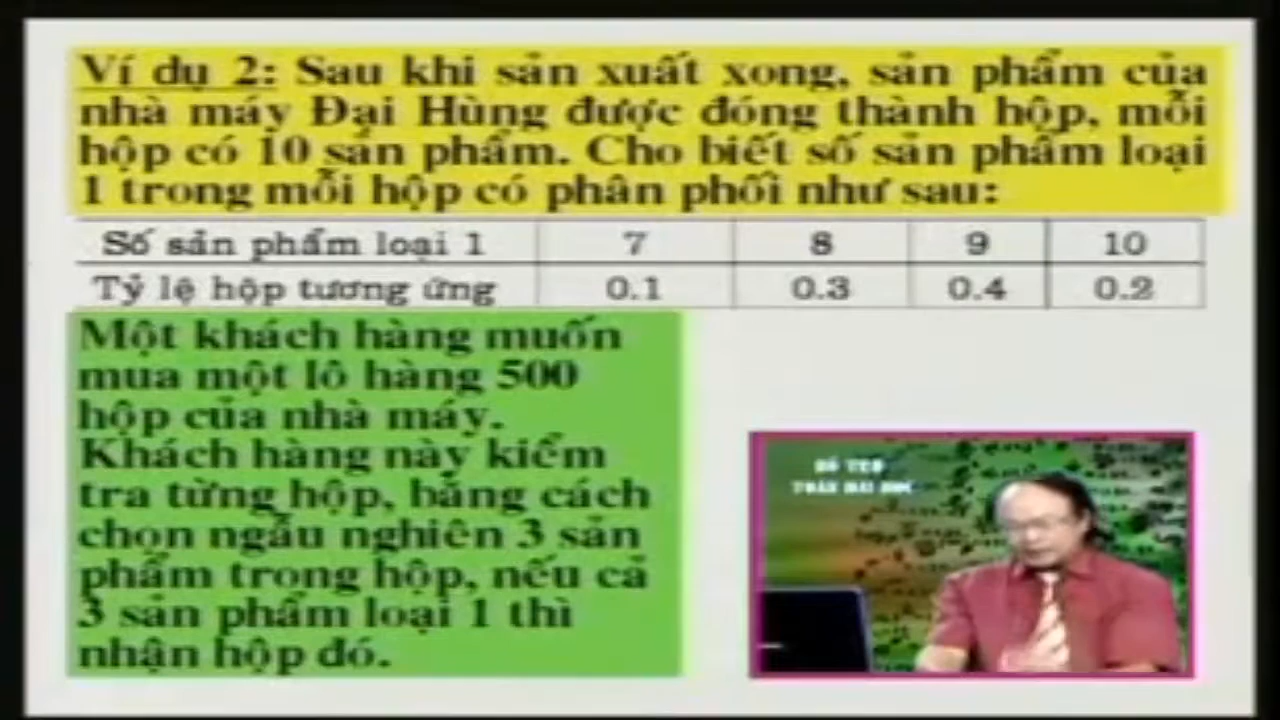 Ví dụ 2: Sau khi sản xuất xong, sản phẩm của
nhà máy Đại Hùng được đóng thành hộp, mỗi
hộp có 10 sản phẩm. Cho biết số sản phẩm loại
1 trong mỗi hộp có phân phối như sau:
Số sản phẩm loại 1 7 8 9 10
Tỷ lệ hộp tương ứng 0.1 0.3 0.4 0.2
Một khách hàng muốn
mua một lô hàng 500
hộp của nhà máy.
Khách hàng này kiểm
tra từng hộp, bằng cách
chọn ngẫu nghiên 3 sản
phẩm trong hộp, nếu cả
3 sản phẩm loại 1 thì
nhận hộp đó.